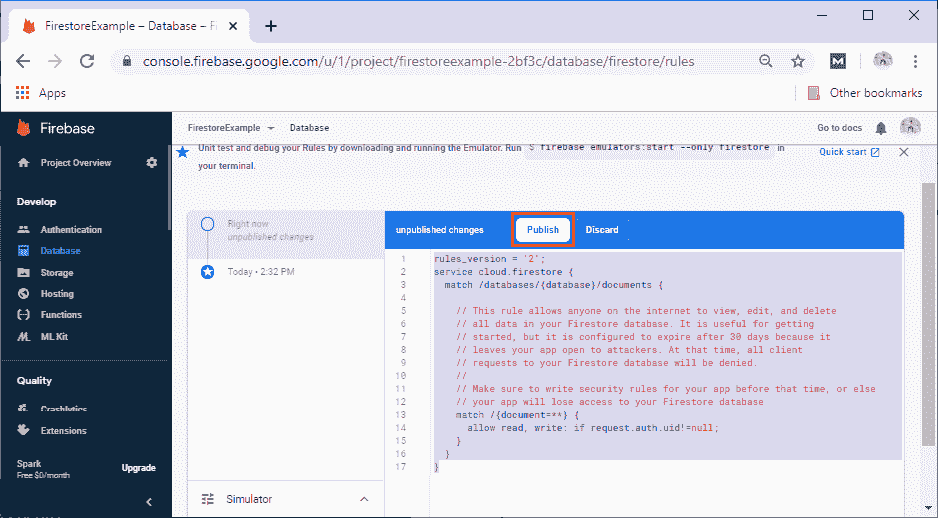 FirestoreExample – Database – Fi
console.firebase.google.com/u/1/project/firestoreexample-2bf3c/database/firestore/rules
Apps
Other bookmarks
Firebase
FirestoreExample
Database
Go to docs
Unit test and debug your Rules by downloading and running the Emulator. Run $ firebase emulators:start --only firestore in
your terminal.
Quick start
Project Overview
Develop
Authentication
Database
Storage
Hosting
Functions
ML Kit
Quality
Crashlytics
Extensions
Spark
Free $0/month
Upgrade
Right now
unpublished changes
Today • 2:32 PM
Simulator
unpublished changes
Publish
Discard
1 rules_version = '2';
2 service cloud.firestore {
3 match /databases/{database}/documents {
4
5 // This rule allows anyone on the internet to view, edit, and delete
6 // all data in your Firestore database. It is useful for getting
7 // started, but it is configured to expire after 30 days because it
8 // leaves your app open to attackers. At that time, all client
9 // requests to your Firestore database will be denied.
10 //
11 // Make sure to write security rules for your app before that time, or else
12 // your app will lose access to your Firestore database
13 match /{document=**} {
14 allow read, write: if request.auth.uid!=null;
15 }
16 }
17 }